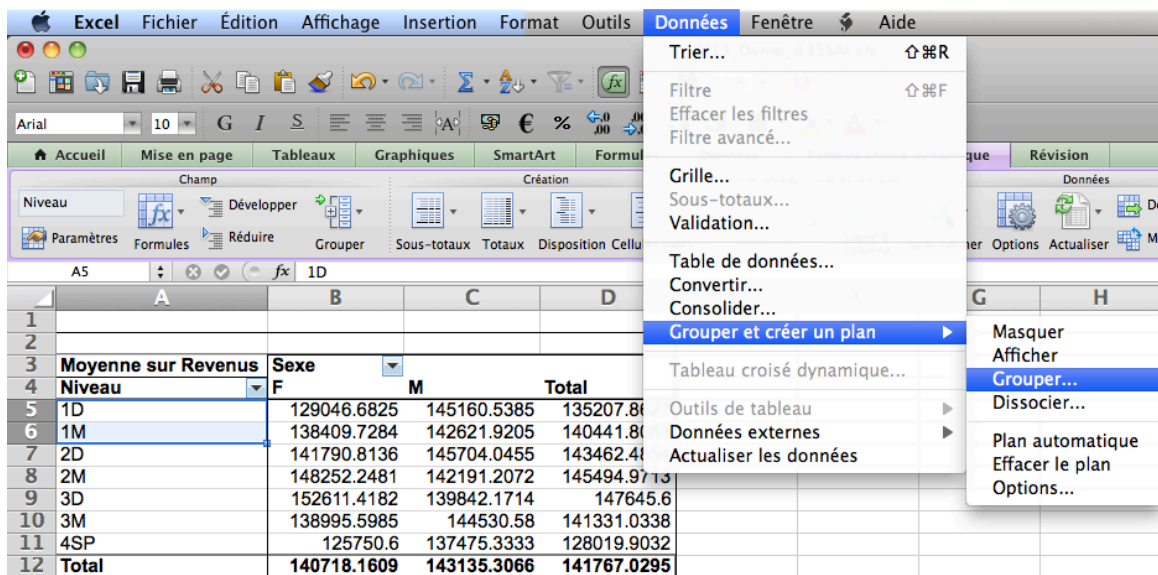 Excel Fichier Édition Affichage Insertion Format Outils Données Fenêtre Aide
Trier... ⇧⌘R
Filtre ⇧⌘F
Effacer les filtres
Filtre avancé...
Grille...
Sous-totaux...
Validation...
Table de données...
Convertir...
Consolider...
Grouper et créer un plan
Tableau croisé dynamique...
Outils de tableau
Données externes
Actualiser les données
Masquer
Afficher
Grouper...
Dissocier...
Plan automatique
Effacer le plan
Options...
Arial 10 G I S € %
Accueil Mise en page Tableaux Graphiques SmartArt Formul Révision
Champ Création Données
Niveau Développer
Paramètres Formules Réduire Grouper Sous-totaux Totaux Disposition Options Actualiser
A5 fx 1D
A B C D G H
1
2
3 Moyenne sur Revenus Sexe
4 Niveau F M Total
5 1D 129046.6825 145160.5385
6 1M 138409.7284 142621.9205
7 2D 141790.8136 145704.0455
8 2M 148252.2481 142191.2072 145494.9713
9 3D 152611.4182 139842.1714 147645.6
10 3M 138995.5985 144530.58 141331.0338
11 4SP 125750.6 137475.3333 128019.9032
12 Total 140718.1609 143135.3066 141767.0295